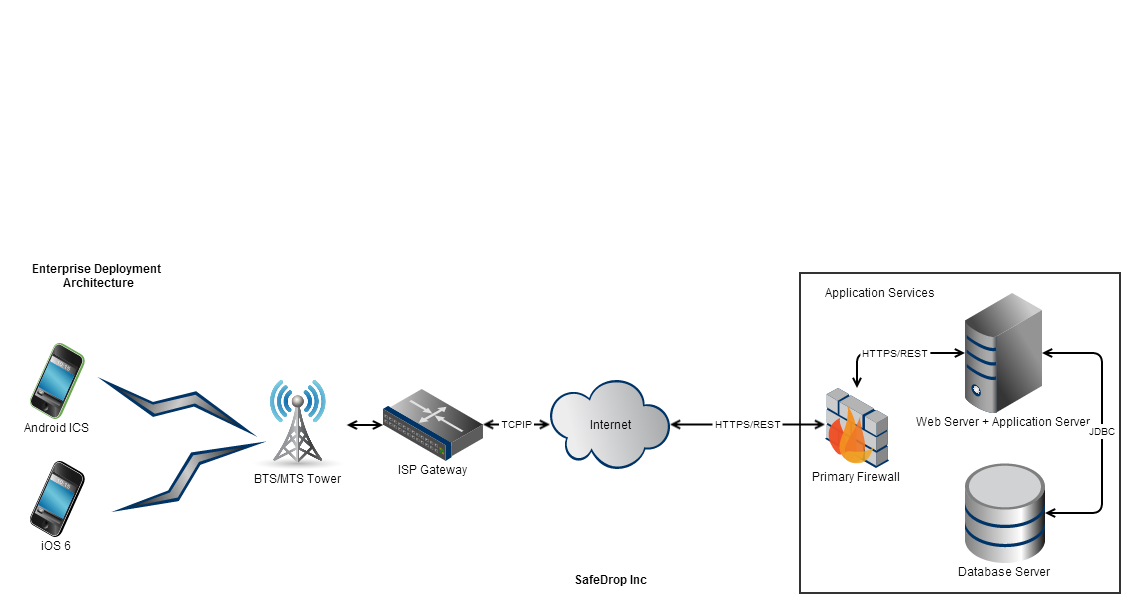 Enterprise Deployment
Architecture
Application Services
Android ICS
iOS 6
BTS/MTS Tower
ISP Gateway
TCPIP
Internet
HTTPS/REST
Primary Firewall
HTTPS/REST
Web Server + Application Server
JDBC
Database Server
SafeDrop Inc